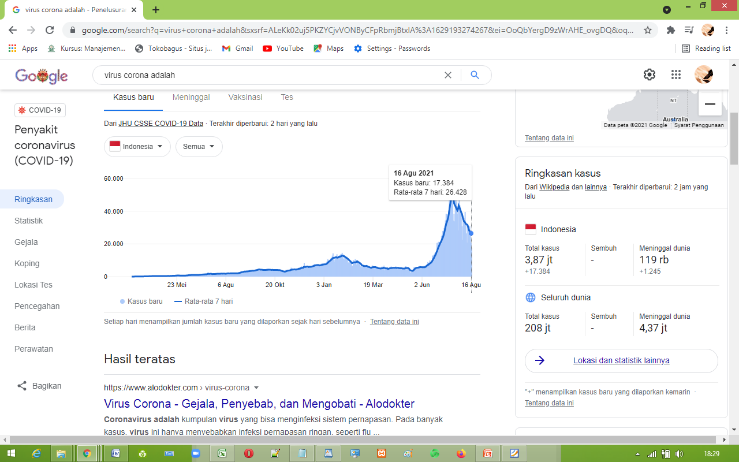 virus corona adalah - Penelusura
google.com/search?q=virus+corona+adalah&
Apps
Kursus: Manajemen...
Tokobagus - Situs j...
Gmail
YouTube
Maps
Settings - Passwords
Reading list
Google
virus corona adalah
COVID-19
Penyakit
coronavirus
(COVID-19)
Ringkasan
Statistik
Gejala
Koping
Lokasi Tes
Pencegahan
Berita
Perawatan
Bagikan
Kasus baru
Meninggal
Vaksinasi
Tes
Dari JHU CSSE COVID-19 Data · Terakhir diperbarui: 2 hari yang lalu
Indonesia
Semua
16 Agu 2021
Kasus baru: 17.384
Rata-rata 7 hari: 26.428
60.000
40.000
20.000
0
23 Mei
6 Agu
20 Okt
3 Jan
19 Mar
2 Jun
16 Agu
Kasus baru
Rata-rata 7 hari
Setiap hari menampilkan jumlah kasus baru yang dilaporkan sejak hari sebelumnya · Tentang data ini
Hasil teratas
https://www.alodokter.com › virus-corona
Virus Corona - Gejala, Penyebab, dan Mengobati - Alodokter
Coronavirus adalah kumpulan virus yang bisa menginfeksi sistem pernapasan. Pada banyak
kasus, virus ini hanya menyebabkan infeksi pernapasan ringan, seperti flu ...
NT
Australia
Data peta ©2021 Google
Syarat Penggunaan
Tentang data ini
Ringkasan kasus
Dari Wikipedia dan lainnya · Terakhir diperbarui: 2 jam yang
lalu
Indonesia
Total kasus
Sembuh
Meninggal dunia
3,87 jt
-
119 rb
+17.384
+1.245
Seluruh dunia
Total kasus
Sembuh
Meninggal dunia
208 jt
-
4,37 jt
Lokasi dan statistik lainnya
"+" menampilkan kasus baru yang dilaporkan kemarin ·
Tentang data ini
18:29